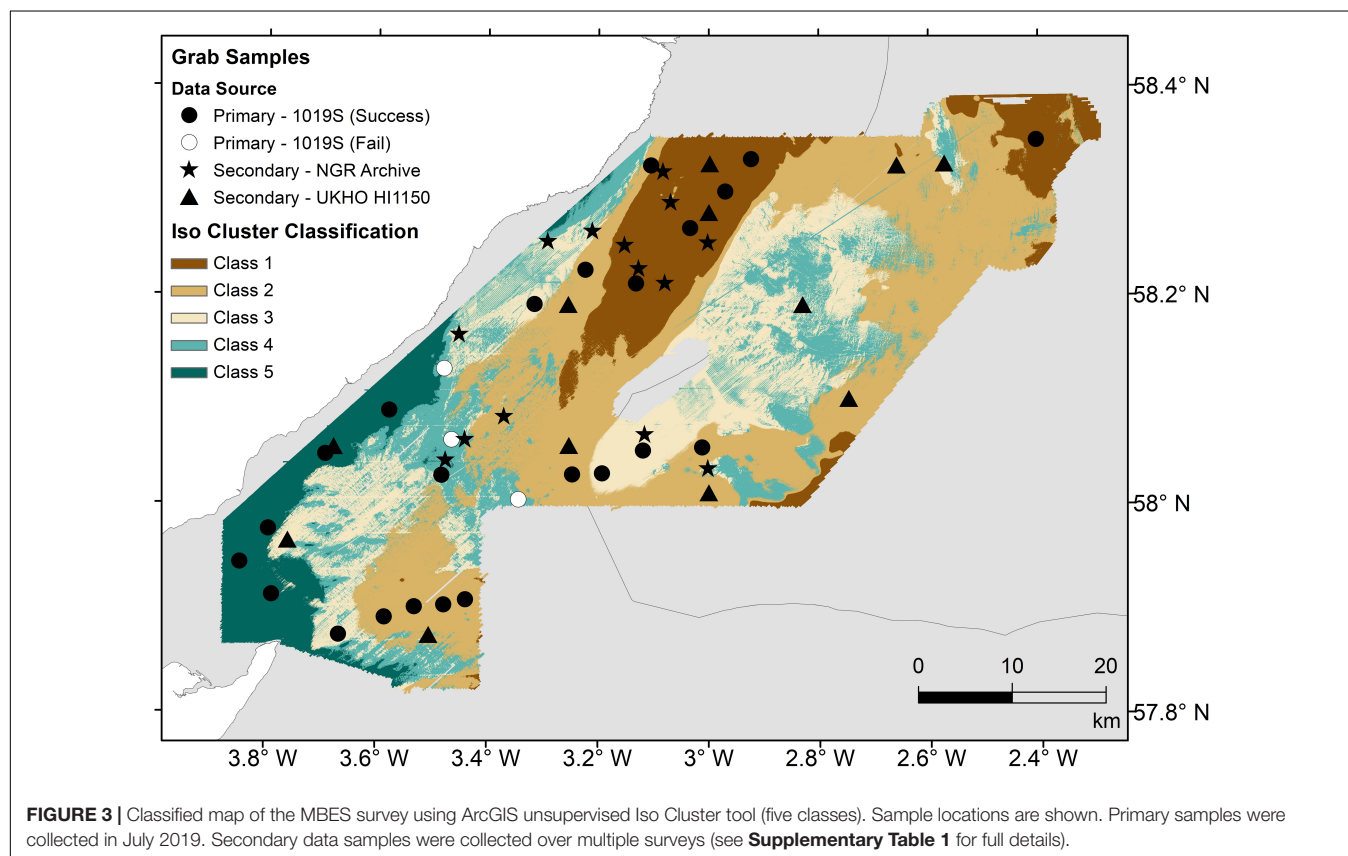 Grab Samples
Data Source
Primary - 1019S (Success)
Primary - 1019S (Fail)
Secondary - NGR Archive
Secondary - UKHO HI1150
Iso Cluster Classification
Class 1
Class 2
Class 3
Class 4
Class 5
58.4° N
58.2° N
58° N
57.8° N
0 10 20
km
3.8° W 3.6° W 3.4° W 3.2° W 3° W 2.8° W 2.6° W 2.4° W
FIGURE 3 | Classified map of the MBES survey using ArcGIS unsupervised Iso Cluster tool (five classes). Sample locations are shown. Primary samples were
collected in July 2019. Secondary data samples were collected over multiple surveys (see Supplementary Table 1 for full details).